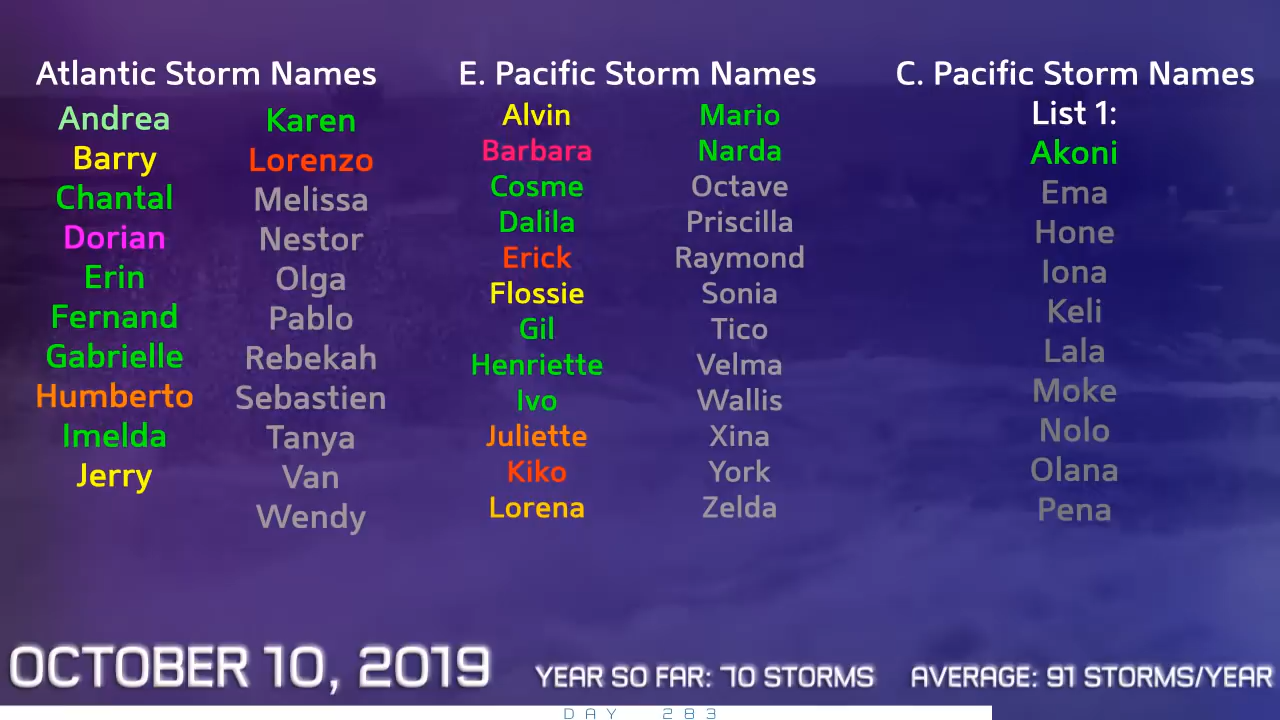 Atlantic Storm Names
Andrea
Barry
Chantal
Dorian
Erin
Fernand
Gabrielle
Humberto
Imelda
Jerry
Karen
Lorenzo
Melissa
Nestor
Olga
Pablo
Rebekah
Sebastien
Tanya
Van
Wendy
E. Pacific Storm Names
Alvin
Barbara
Cosme
Dalila
Erick
Flossie
Gil
Henriette
Ivo
Juliette
Kiko
Lorena
Mario
Narda
Octave
Priscilla
Raymond
Sonia
Tico
Velma
Wallis
Xina
York
Zelda
C. Pacific Storm Names
List 1:
Akoni
Ema
Hone
Iona
Keli
Lala
Moke
Nolo
Olana
Pena
OCTOBER 10, 2019
YEAR SO FAR: 70 STORMS
AVERAGE: 91 STORMS/YEAR
DAY 283